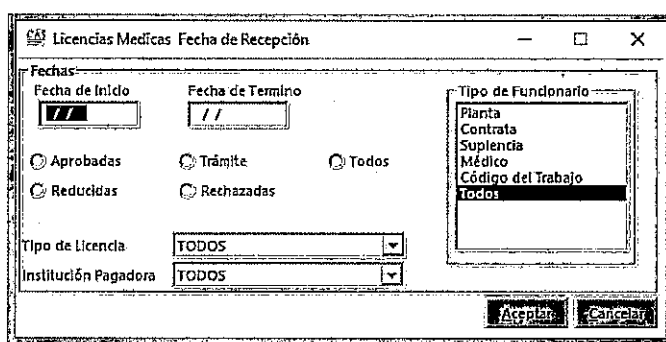 CAS Licencias Medicas Fecha de Recepción
Fechas
Fecha de Inicio
Fecha de Termino
/ /
/ /
Aprobadas
Trámite
Todos
Reducidas
Rechazadas
Tipo de Licencia
TODOS
Institución Pagadora
TODOS
Tipo de Funcionario
Planta
Contrata
Suplencia
Médico
Código del Trabajo
Todos
Aceptar
Cancelar